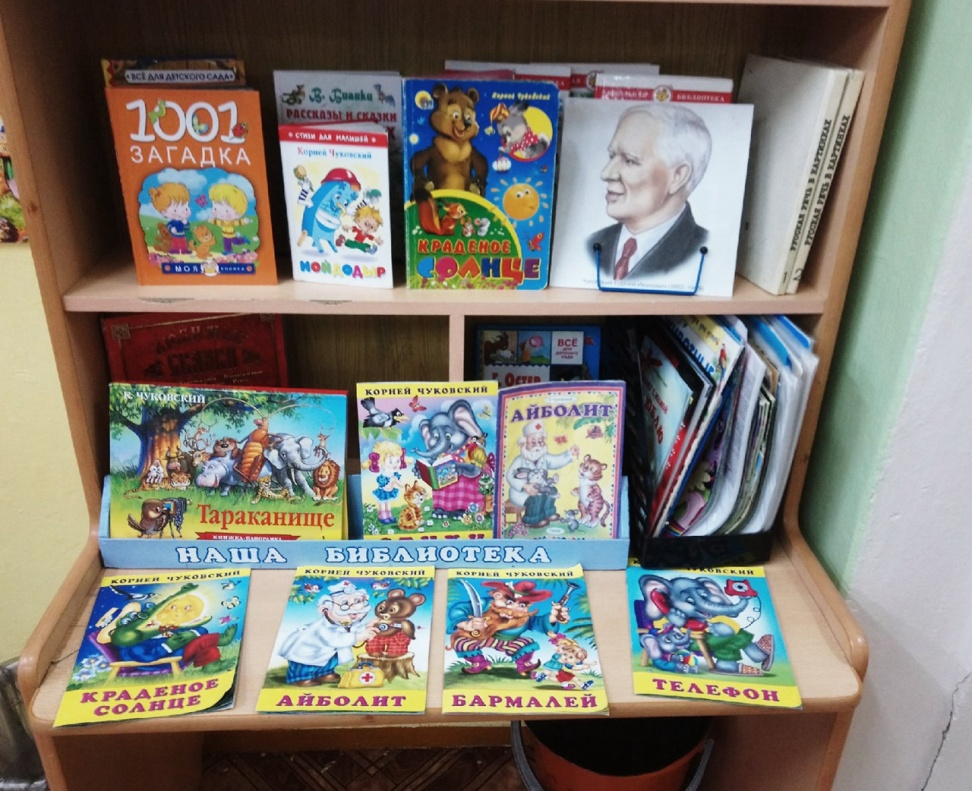 ВСЁ ДЛЯ ДЕТСКОГО САДА
1001
ЗАГАДКА
МОЯ
КНИЖКА
В. Бианки
РАССКАЗЫ И СКАЗКИ
СТИХИ ДЛЯ МАЛЫШЕЙ
Корней Чуковский
МОЙДОДЫР
Корней Чуковский
КРАДЕНОЕ
СОЛНЦЕ
БИБЛИОТЕКА
РУССКАЯ РЕЧЬ В КАРТИНКАХ
1
РУССКАЯ РЕЧЬ В КАРТИНКАХ
2
СКАЗКИ
ВСЁ
ДЛЯ
ДЕТСКОГО
САДА
Г. ОСТЕР
К. ЧУКОВСКИЙ
Тараканище
КНИЖКА-ПАНОРАМКА
КОРНЕЙ ЧУКОВСКИЙ
АЙБОЛИТ
НАША БИБЛИОТЕКА
КОРНЕЙ ЧУКОВСКИЙ
КРАДЕНОЕ
СОЛНЦЕ
КОРНЕЙ ЧУКОВСКИЙ
АЙБОЛИТ
КОРНЕЙ ЧУКОВСКИЙ
БАРМАЛЕЙ
ЧУКОВСКИЙ
ТЕЛЕФОН